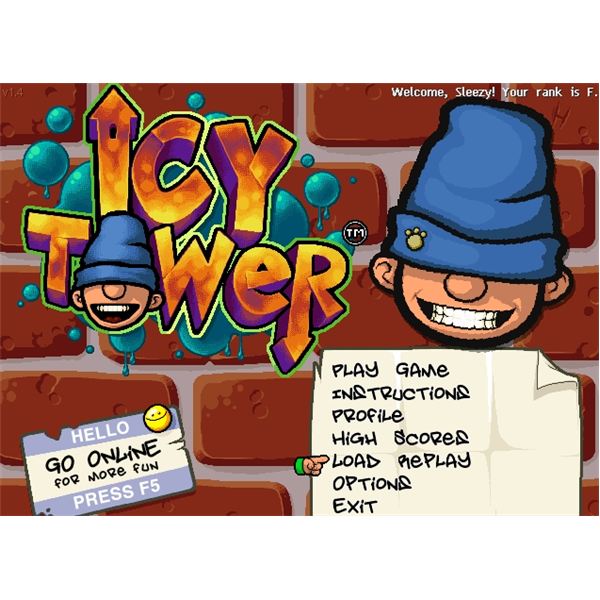 v1.4
Welcome, Sleezy! Your rank is F.
ICY
TOWER
TM
PLAY GAME
INSTRUCTIONS
PROFILE
HIGH SCORES
LOAD REPLAY
OPTIONS
EXIT
HELLO
GO ONLINE
FOR MORE FUN
PRESS F5